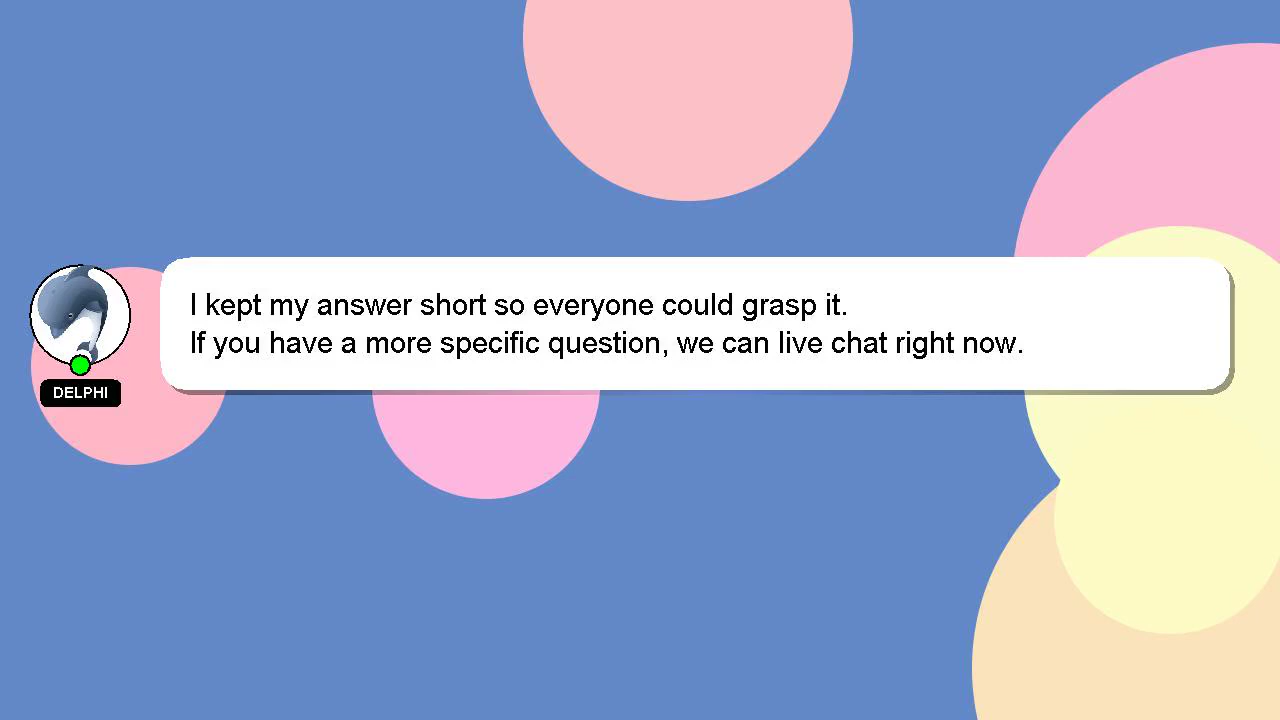 I kept my answer short so everyone could grasp it.
If you have a more specific question, we can live chat right now.
DELPHI